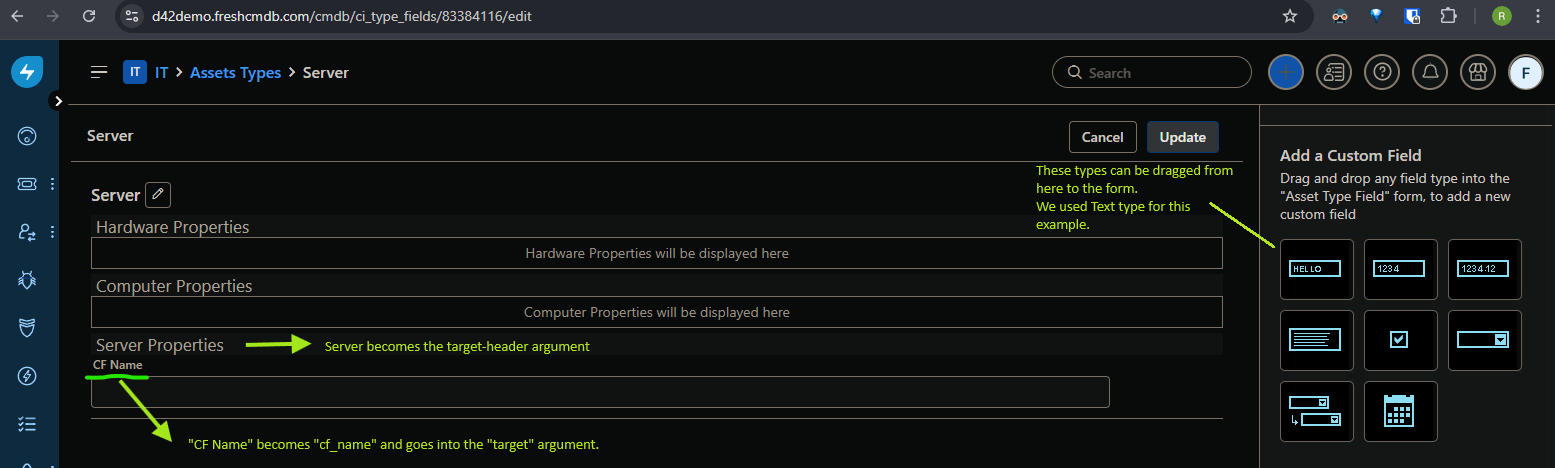 d42demo.freshcmdb.com/cmdb/ci_type_fields/83384116/edit
R
IT IT > Assets Types > Server
Search
F
Server
Cancel
Update
Server
These types can be dragged from
here to the form.
We used Text type for this
example.
Hardware Properties
Hardware Properties will be displayed here
Computer Properties
Computer Properties will be displayed here
Server Properties
Server becomes the target-header argument
CF Name
"CF Name" becomes "cf_name" and goes into the "target" argument.
Add a Custom Field
Drag and drop any field type into the
"Asset Type Field" form, to add a new
custom field
HELLO
1234
1234.12